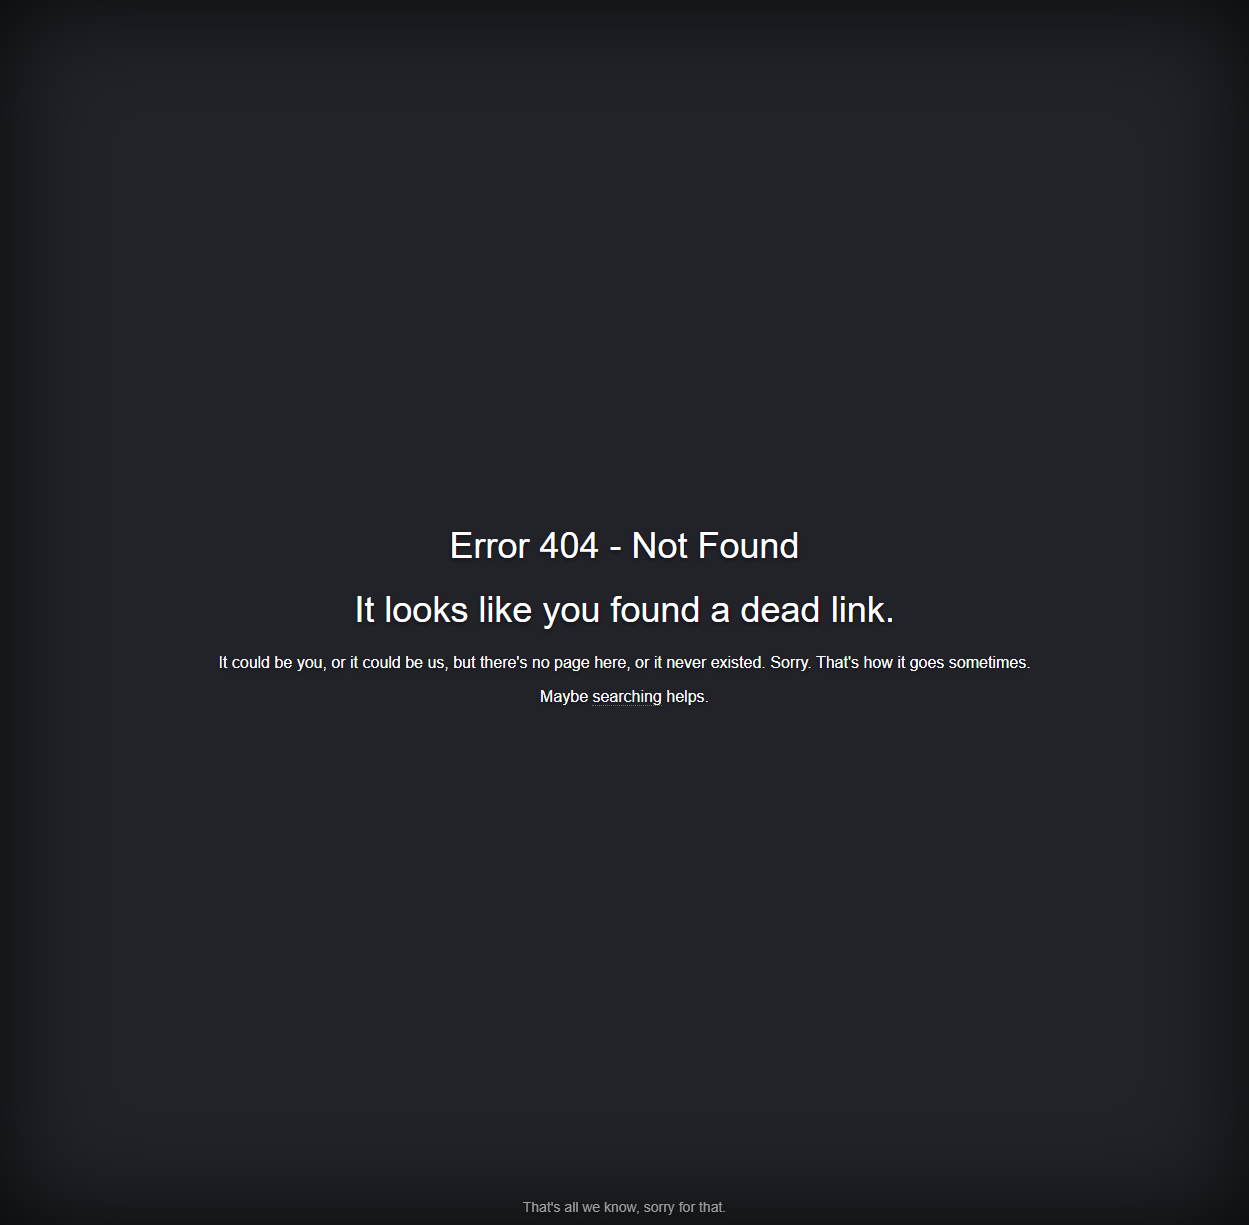 Error 404 - Not Found
It looks like you found a dead link.
It could be you, or it could be us, but there's no page here, or it never existed. Sorry. That's how it goes sometimes.
Maybe searching helps.
That's all we know, sorry for that.